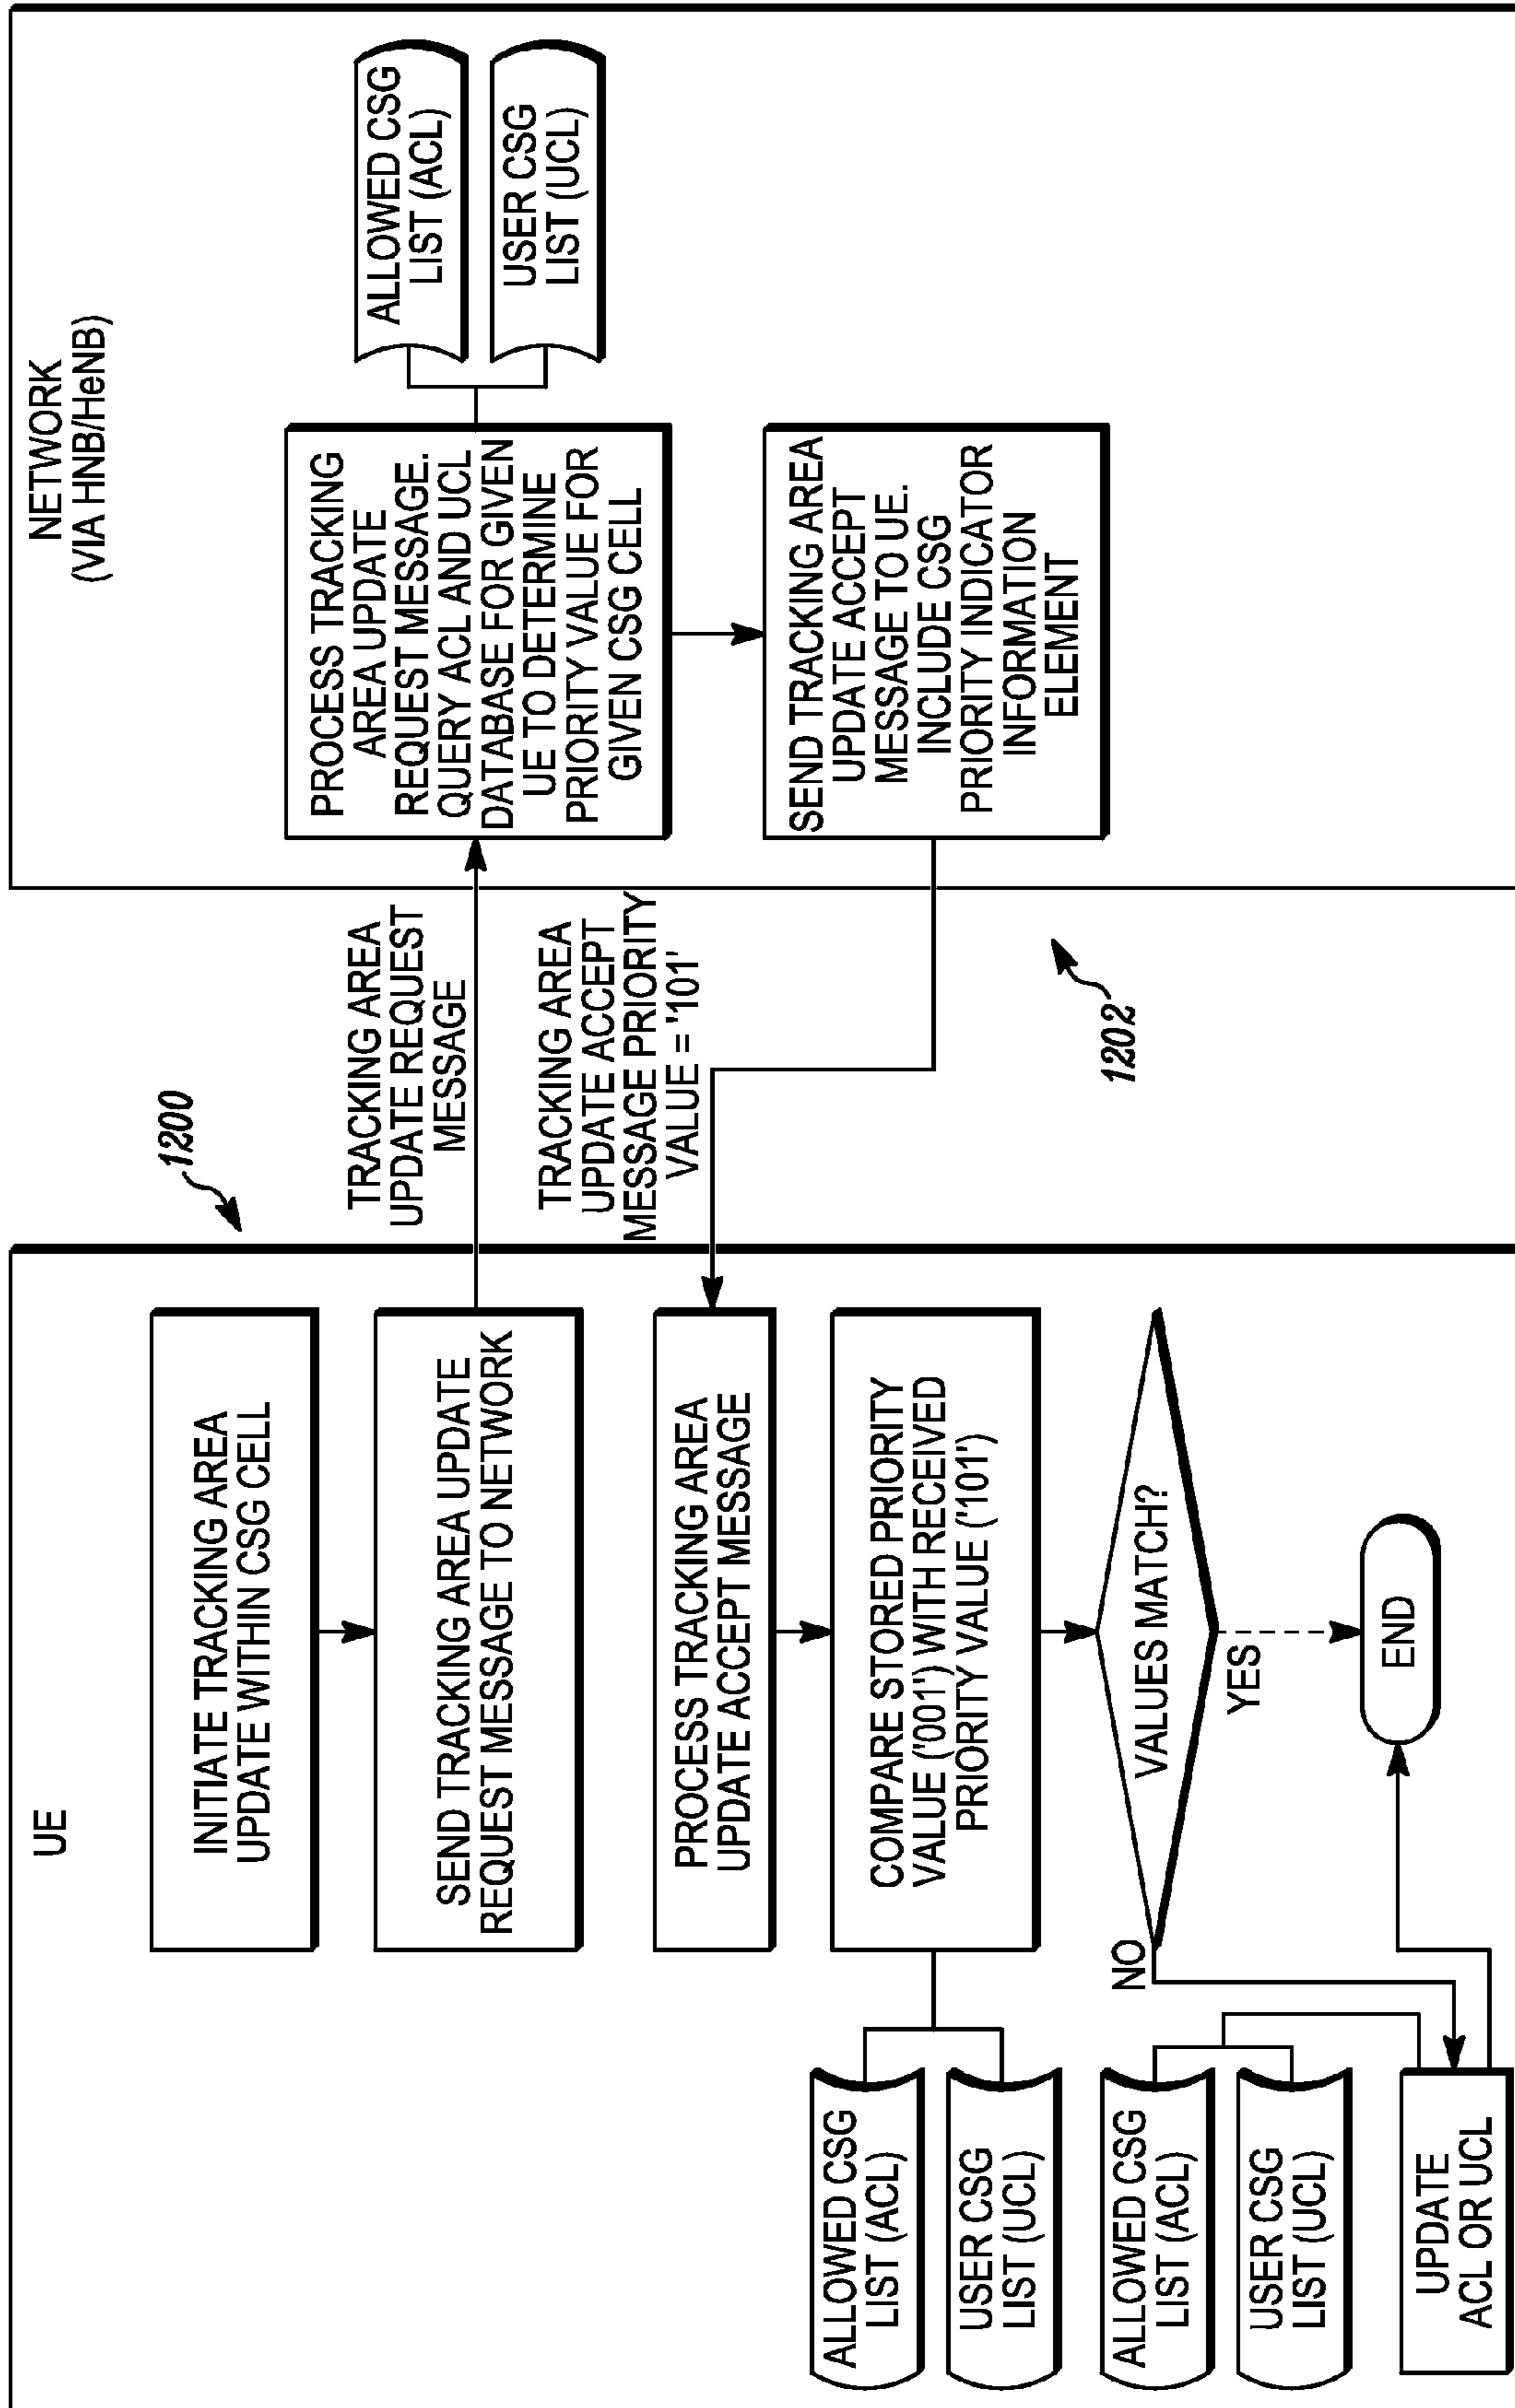 UE
INITIATE TRACKING AREA
UPDATE WITHIN CSG CELL
SEND TRACKING AREA UPDATE
REQUEST MESSAGE TO NETWORK
1200
TRACKING AREA
UPDATE REQUEST
MESSAGE
NETWORK
(VIA HNB/HeNB)
PROCESS TRACKING
AREA UPDATE
REQUEST MESSAGE.
QUERY ACL AND UCL
DATABASE FOR GIVEN
UE TO DETERMINE
PRIORITY VALUE FOR
GIVEN CSG CELL
ALLOWED CSG
LIST (ACL)
USER CSG
LIST (UCL)
SEND TRACKING AREA
UPDATE ACCEPT
MESSAGE TO UE.
INCLUDE CSG
PRIORITY INDICATOR
INFORMATION
ELEMENT
TRACKING AREA
UPDATE ACCEPT
MESSAGE PRIORITY
VALUE = '101'
1202
PROCESS TRACKING AREA
UPDATE ACCEPT MESSAGE
COMPARE STORED PRIORITY
VALUE ('001') WITH RECEIVED
PRIORITY VALUE ('101')
ALLOWED CSG
LIST (ACL)
USER CSG
LIST (UCL)
VALUES MATCH?
NO
YES
ALLOWED CSG
LIST (ACL)
USER CSG
LIST (UCL)
UPDATE
ACL OR UCL
END